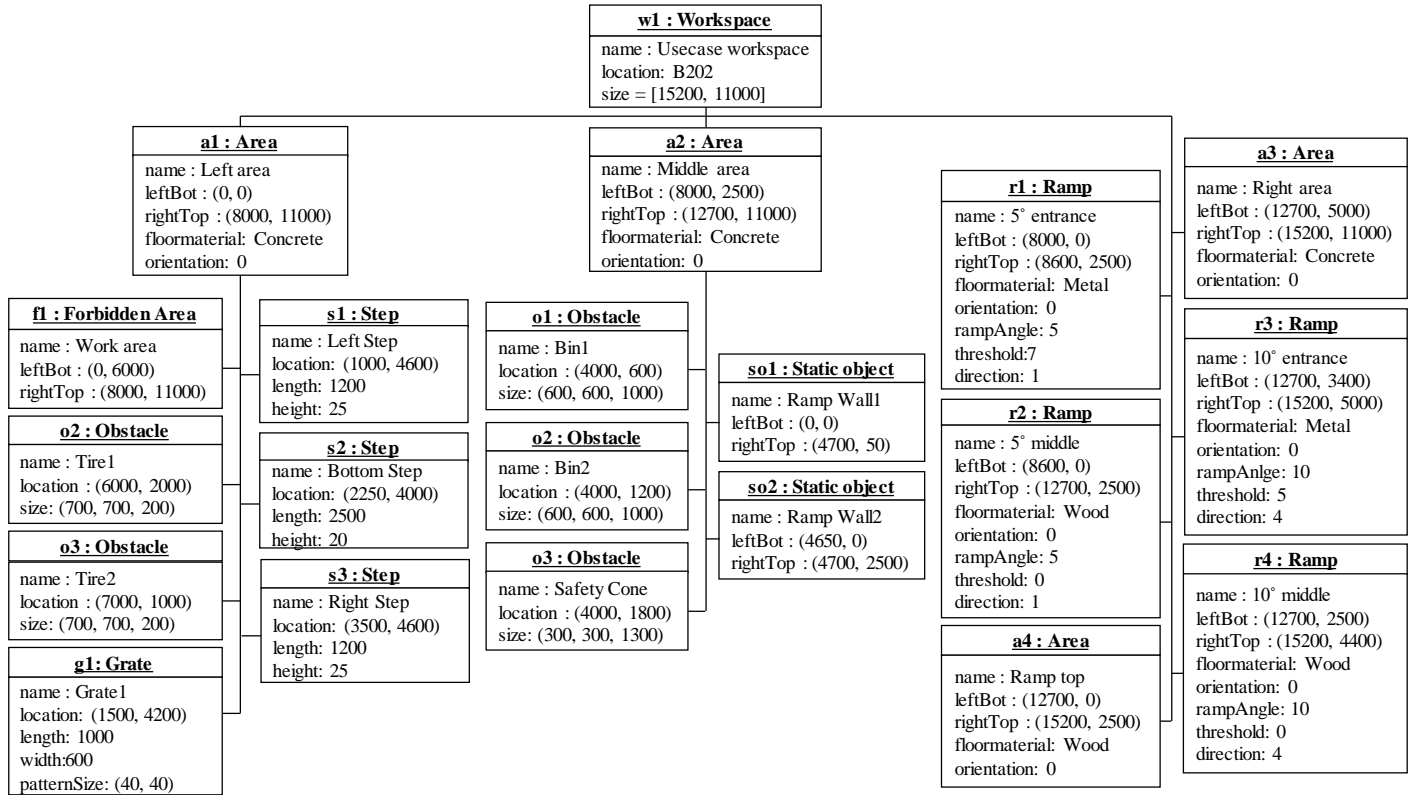 w1 : Workspace
name : Usecase workspace
location: B202
size = [15200, 11000]
a1 : Area
name : Left area
leftBot : (0, 0)
rightTop : (8000, 11000)
floormaterial: Concrete
orientation: 0
a2 : Area
name : Middle area
leftBot : (8000, 2500)
rightTop : (12700, 11000)
floormaterial: Concrete
orientation: 0
a3 : Area
name : Right area
leftBot : (12700, 5000)
rightTop : (15200, 11000)
floormaterial: Concrete
orientation: 0
f1 : Forbidden Area
name : Work area
leftBot : (0, 6000)
rightTop : (8000, 11000)
o2 : Obstacle
name : Tire1
location : (6000, 2000)
size: (700, 700, 200)
o3 : Obstacle
name : Tire2
location : (7000, 1000)
size: (700, 700, 200)
g1: Grate
name : Grate1
location: (1500, 4200)
length: 1000
width:600
patternSize: (40, 40)
s1 : Step
name : Left Step
location: (1000, 4600)
length: 1200
height: 25
s2 : Step
name : Bottom Step
location: (2250, 4000)
length: 2500
height: 20
s3 : Step
name : Right Step
location: (3500, 4600)
length: 1200
height: 25
o1 : Obstacle
name : Bin1
location : (4000, 600)
size: (600, 600, 1000)
o2 : Obstacle
name : Bin2
location : (4000, 1200)
size: (600, 600, 1000)
o3 : Obstacle
name : Safety Cone
location : (4000, 1800)
size: (300, 300, 1300)
so1 : Static object
name : Ramp Wall1
leftBot : (0, 0)
rightTop : (4700, 50)
so2 : Static object
name : Ramp Wall2
leftBot : (4650, 0)
rightTop : (4700, 2500)
r1 : Ramp
name : 5˚ entrance
leftBot : (8000, 0)
rightTop : (8600, 2500)
floormaterial: Metal
orientation: 0
rampAngle: 5
threshold:7
direction: 1
r2 : Ramp
name : 5˚ middle
leftBot : (8600, 0)
rightTop : (12700, 2500)
floormaterial: Wood
orientation: 0
rampAngle: 5
threshold: 0
direction: 1
a4 : Area
name : Ramp top
leftBot : (12700, 0)
rightTop : (15200, 2500)
floormaterial: Wood
orientation: 0
r3 : Ramp
name : 10˚ entrance
leftBot : (12700, 3400)
rightTop : (15200, 5000)
floormaterial: Metal
orientation: 0
rampAnlge: 10
threshold: 5
direction: 4
r4 : Ramp
name : 10˚ middle
leftBot : (12700, 2500)
rightTop : (15200, 4400)
floormaterial: Wood
orientation: 0
rampAngle: 10
threshold: 0
direction: 4